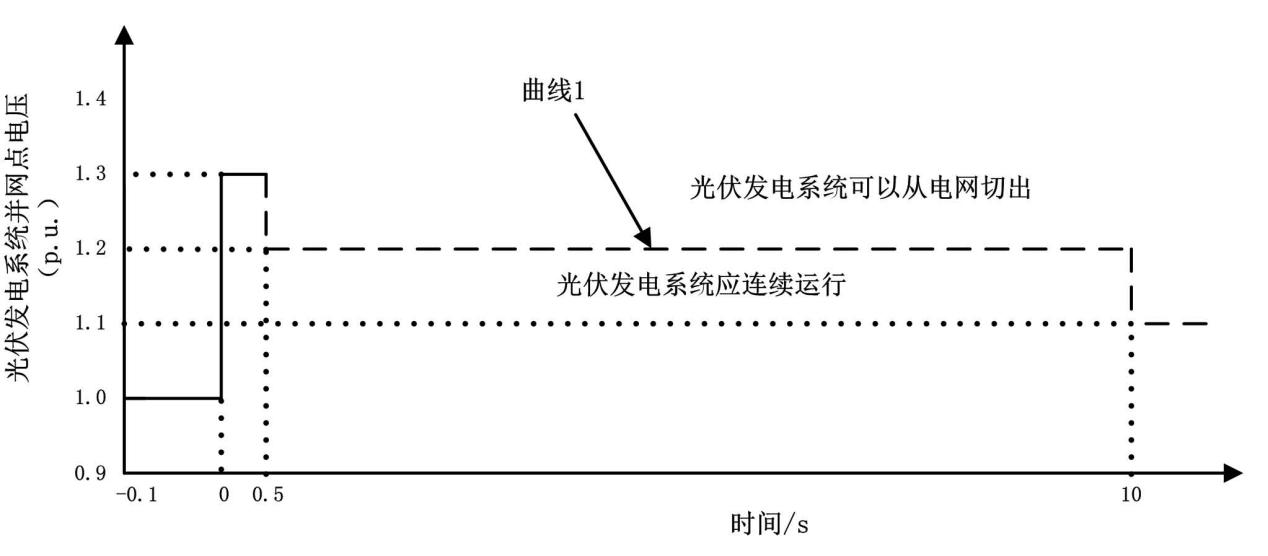 光伏发电系统并网点电压
(p.u.)
1.4
1.3
1.2
1.1
1.0
0.9
曲线1
光伏发电系统可以从电网切出
光伏发电系统应连续运行
-0.1
0
0.5
10
时间/s